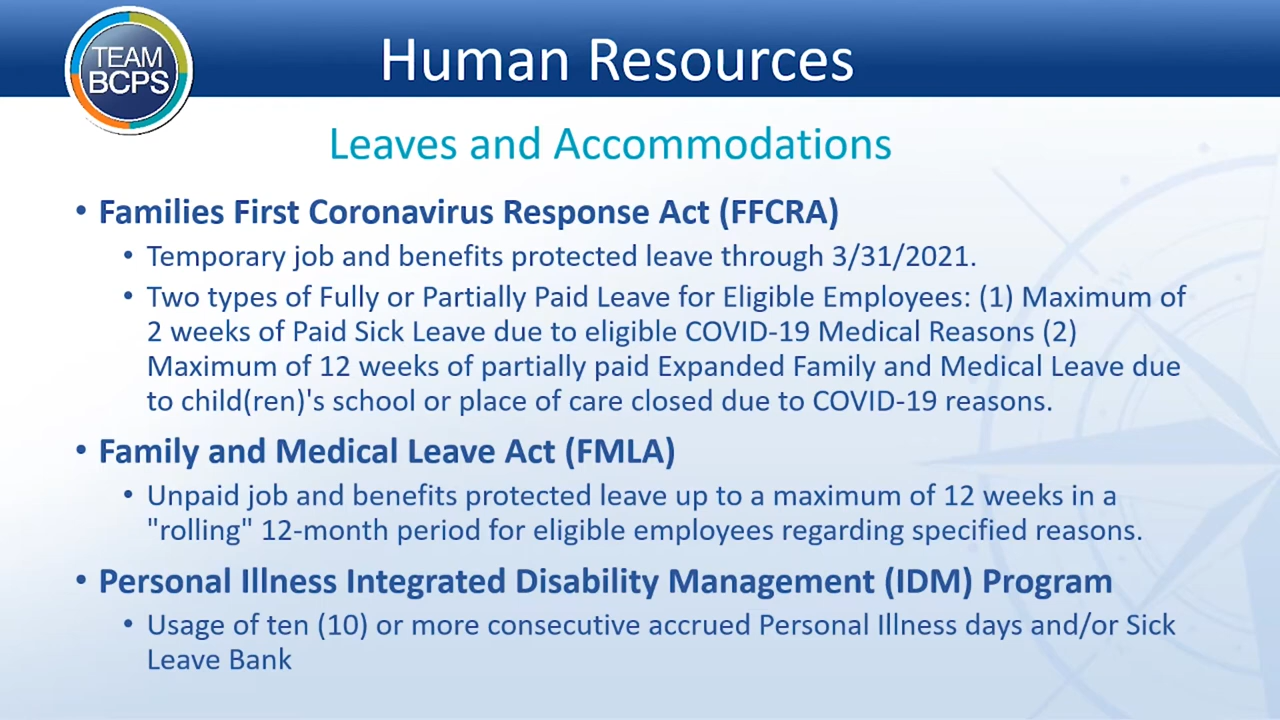 TEAM
BCPS
Human Resources
Leaves and Accommodations
• Families First Coronavirus Response Act (FFCRA)
• Temporary job and benefits protected leave through 3/31/2021.
• Two types of Fully or Partially Paid Leave for Eligible Employees: (1) Maximum of
2 weeks of Paid Sick Leave due to eligible COVID-19 Medical Reasons (2)
Maximum of 12 weeks of partially paid Expanded Family and Medical Leave due
to child(ren)'s school or place of care closed due to COVID-19 reasons.
• Family and Medical Leave Act (FMLA)
• Unpaid job and benefits protected leave up to a maximum of 12 weeks in a
"rolling" 12-month period for eligible employees regarding specified reasons.
• Personal Illness Integrated Disability Management (IDM) Program
• Usage of ten (10) or more consecutive accrued Personal Illness days and/or Sick
Leave Bank